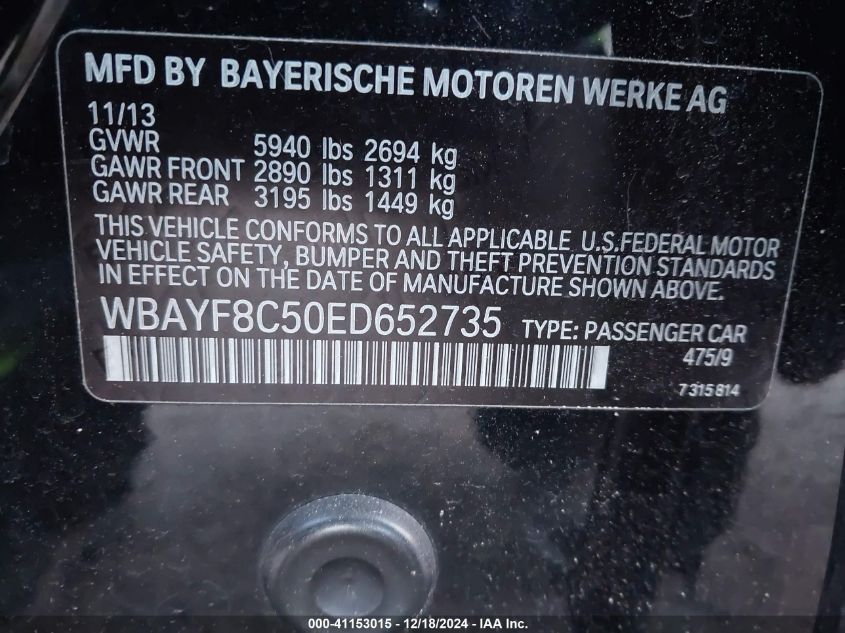 MFD BY BAYERISCHE MOTOREN WERKE AG
11/13
GVWR 5940 lbs 2694 kg
GAWR FRONT 2890 lbs 1311 kg
GAWR REAR 3195 lbs 1449 kg
THIS VEHICLE CONFORMS TO ALL APPLICABLE U.S.FEDERAL MOTOR
VEHICLE SAFETY, BUMPER AND THEFT PREVENTION STANDARDS
IN EFFECT ON THE DATE OF MANUFACTURE SHOWN ABOVE.
WBAYF8C50ED652735 TYPE: PASSENGER CAR
475/9
7315814
000-41153015 - 12/18/2024 - IAA Inc.